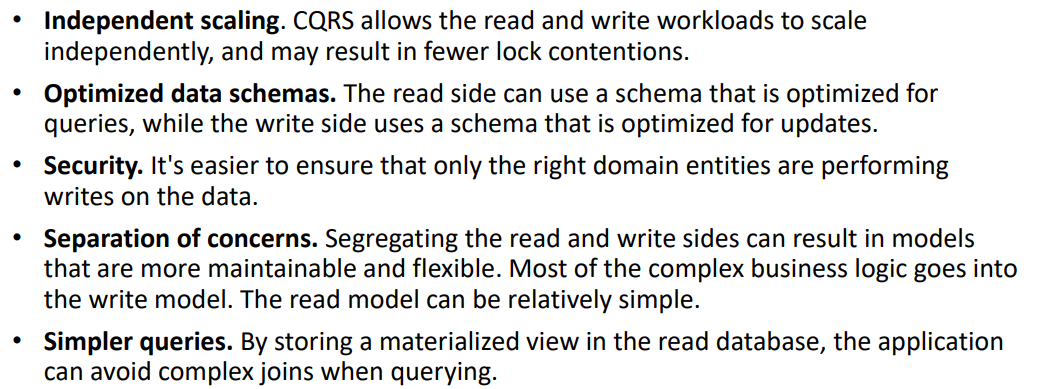 • Independent scaling. CQRS allows the read and write workloads to scale
independently, and may result in fewer lock contentions.
• Optimized data schemas. The read side can use a schema that is optimized for
queries, while the write side uses a schema that is optimized for updates.
• Security. It's easier to ensure that only the right domain entities are performing
writes on the data.
• Separation of concerns. Segregating the read and write sides can result in models
that are more maintainable and flexible. Most of the complex business logic goes into
the write model. The read model can be relatively simple.
• Simpler queries. By storing a materialized view in the read database, the application
can avoid complex joins when querying.